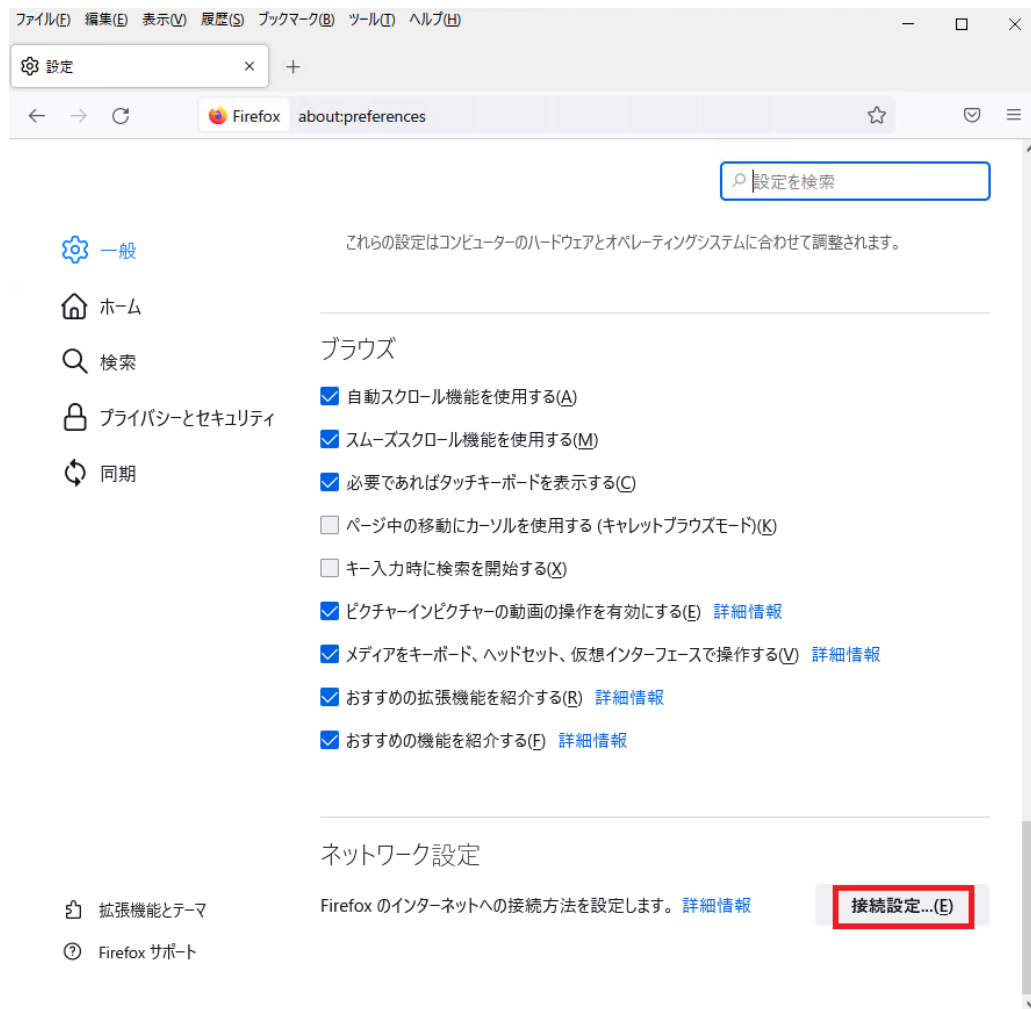 ファイル(F) 編集(E) 表示(V) 履歴(S) ブックマーク(B) ツール(T) ヘルプ(H)
設定
Firefox about:preferences
設定を検索
一般
ホーム
検索
プライバシーとセキュリティ
同期
これらの設定はコンピューターのハードウェアとオペレーティングシステムに合わせて調整されます。
ブラウズ
自動スクロール機能を使用する(A)
スムーズスクロール機能を使用する(M)
必要であればタッチキーボードを表示する(C)
ページ中の移動にカーソルを使用する (キャレットブラウズモード)(K)
キー入力時に検索を開始する(X)
ピクチャーインピクチャーの動画の操作を有効にする(E) 詳細情報
メディアをキーボード、ヘッドセット、仮想インターフェースで操作する(V) 詳細情報
おすすめの拡張機能を紹介する(R) 詳細情報
おすすめの機能を紹介する(F) 詳細情報
ネットワーク設定
Firefox のインターネットへの接続方法を設定します。 詳細情報 接続設定...(E)
拡張機能とテーマ
Firefox サポート